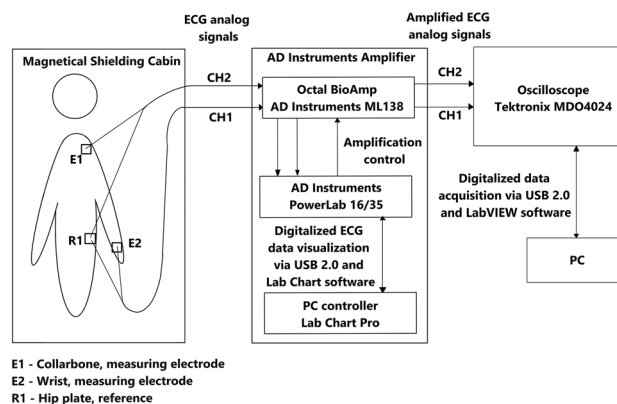 ECG analog
signals
Amplified ECG
analog signals
Magnetical Shielding Cabin
AD Instruments Amplifier
CH2
CH1
Octal BioAmp
AD Instruments ML138
CH2
CH1
Oscilloscope
Tektronix MDO4024
E1
Amplification
control
AD Instruments
PowerLab 16/35
Digitalized data
acquisition via USB 2.0
and LabVIEW software
R1
E2
Digitalized ECG
data visualization
via USB 2.0 and
Lab Chart software
PC
PC controller
Lab Chart Pro
E1 - Collarbone, measuring electrode
E2 - Wrist, measuring electrode
R1 - Hip plate, reference